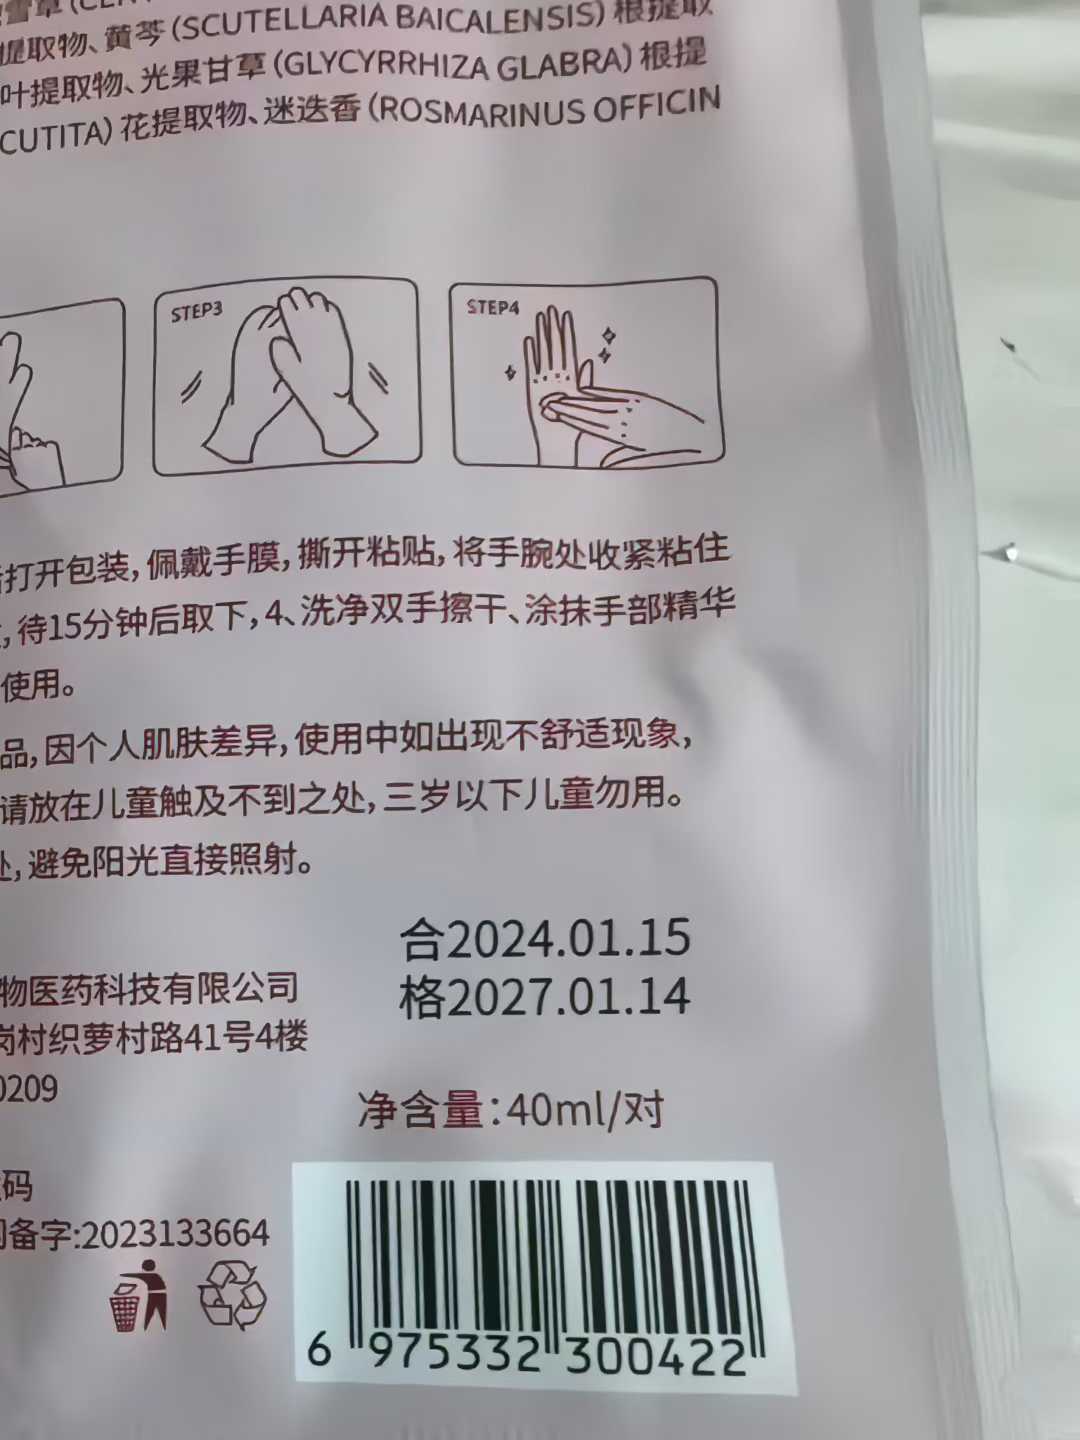 提取物、黄芩(SCUTELLARIA BAICALENSIS)根提取
叶提取物、光果甘草(GLYCYRRHIZA GLABRA)根提
CUTITA)花提取物、迷迭香(ROSMARINUS OFFICIN
STEP3
STEP4
打开包装,佩戴手膜,撕开粘贴,将手腕处收紧粘住
,待15分钟后取下,4、洗净双手擦干、涂抹手部精华
使用。
品,因个人肌肤差异,使用中如出现不舒适现象,
请放在儿童触及不到之处,三岁以下儿童勿用。
处,避免阳光直接照射。
合2024.01.15
格2027.01.14
物医药科技有限公司
岗村织萝村路41号4楼
0209
净含量:40ml/对
码
备字:2023133664
6 975332 300422